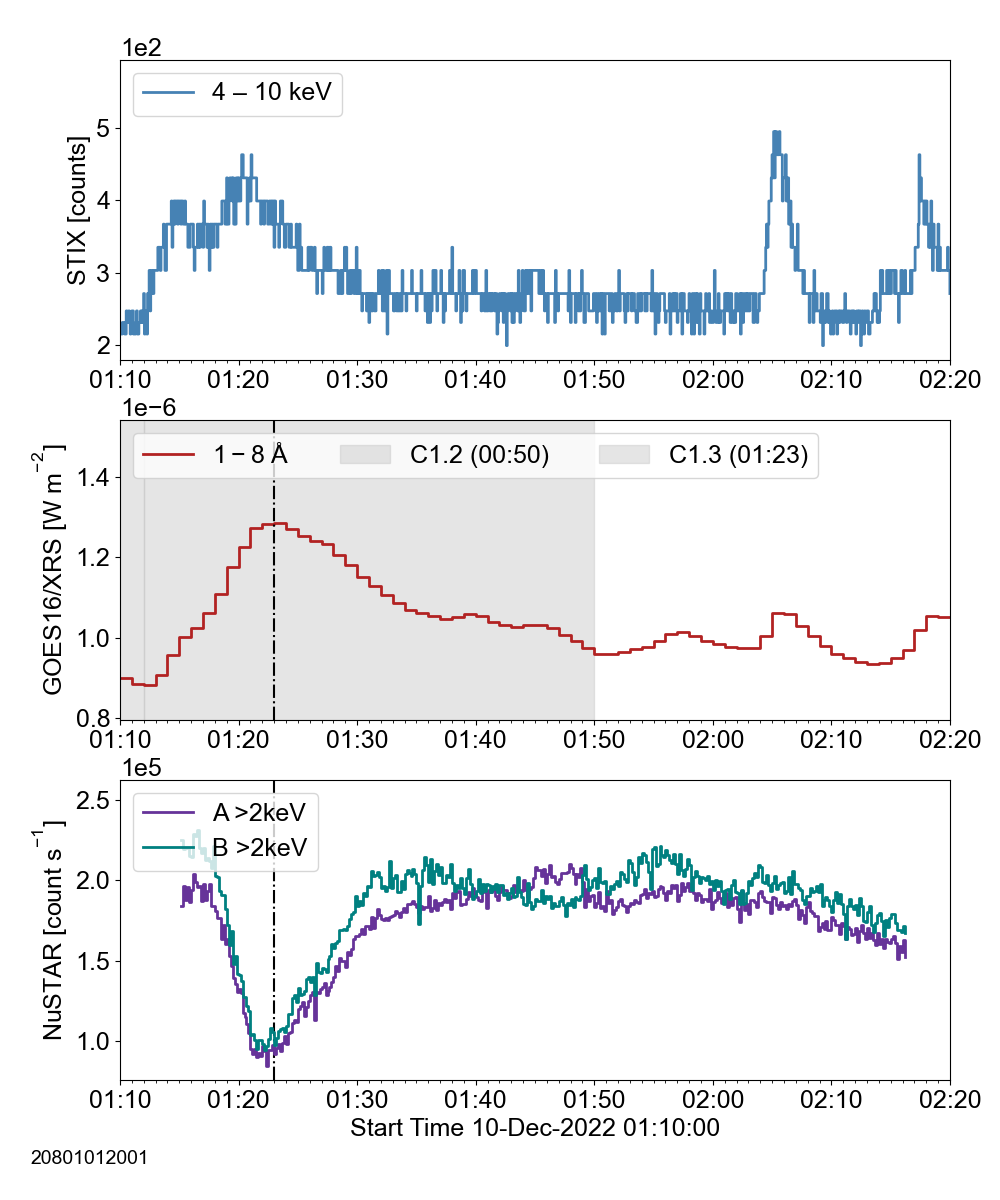 1e2
4 – 10 keV
STIX [counts]
5
4
3
2
01:10 01:20 01:30 01:40 01:50 02:00 02:10 02:20
1e−6
1 – 8 Å C1.2 (00:50) C1.3 (01:23)
GOES16/XRS [W m⁻²]
1.4
1.2
1.0
0.8
01:10 01:20 01:30 01:40 01:50 02:00 02:10 02:20
1e5
A >2keV
B >2keV
NuSTAR [count s⁻¹]
2.5
2.0
1.5
1.0
01:10 01:20 01:30 01:40 01:50 02:00 02:10 02:20
Start Time 10-Dec-2022 01:10:00
20801012001